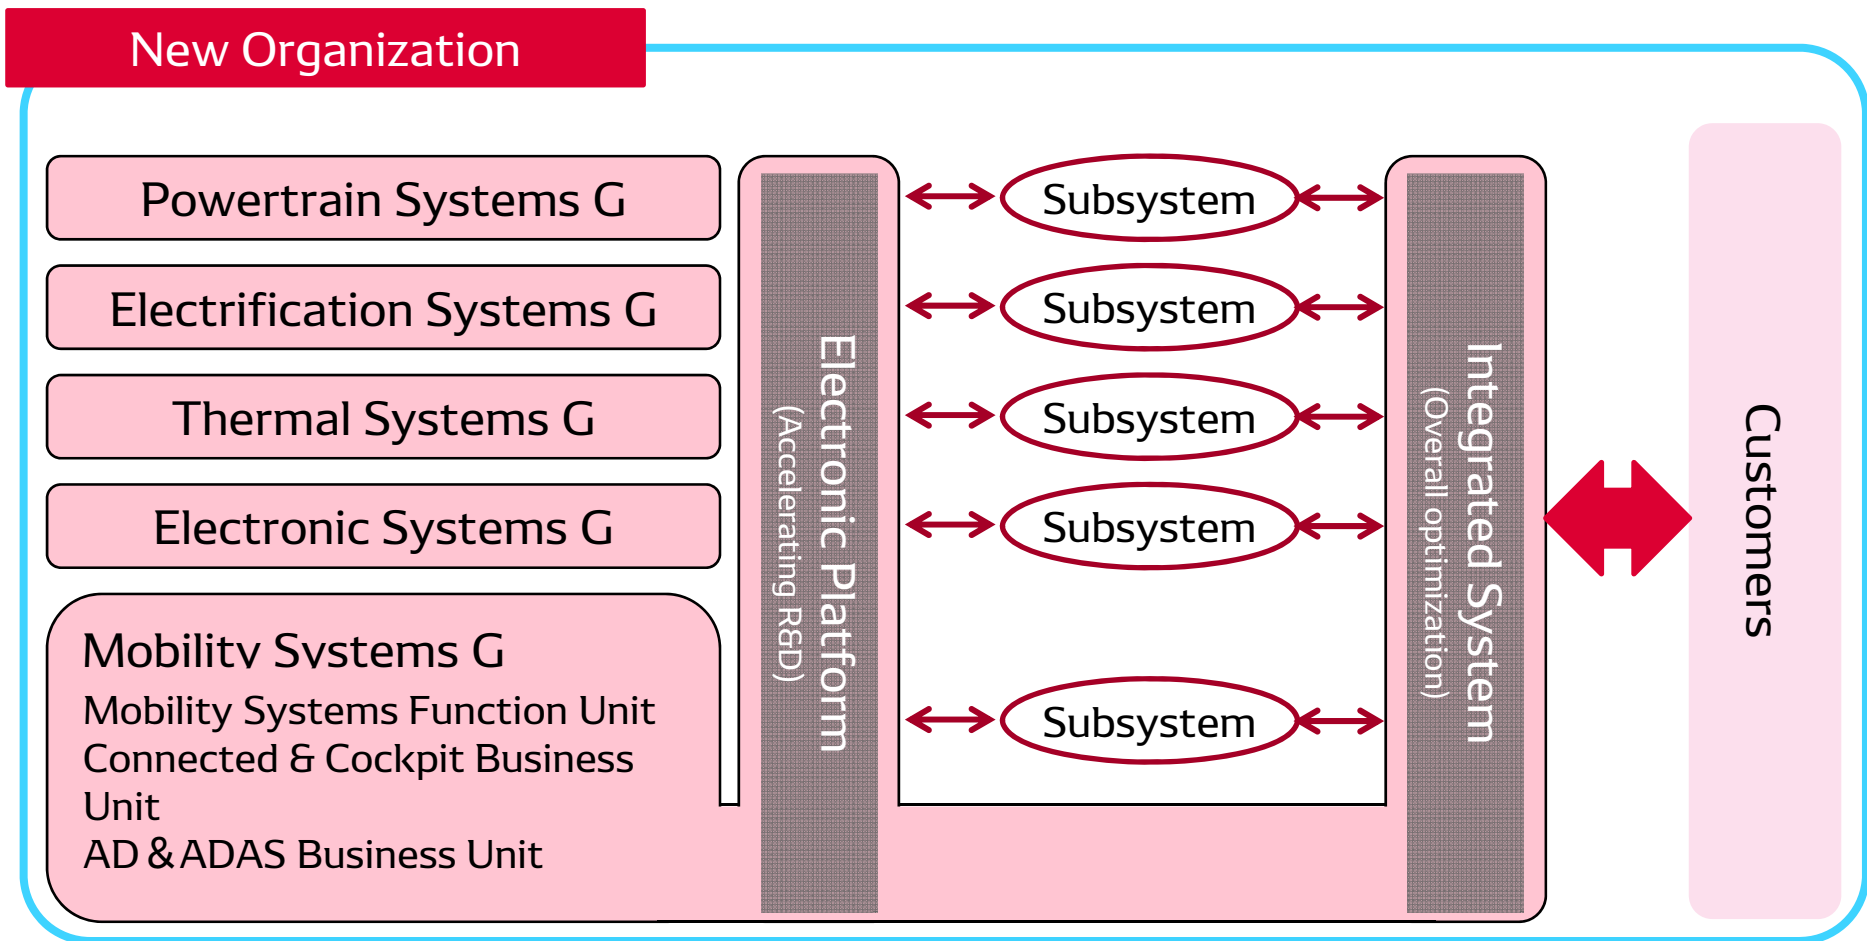 New Organization
Powertrain Systems G
Electrification Systems G
Thermal Systems G
Electronic Systems G
Mobility Systems G
Mobility Systems Function Unit
Connected & Cockpit Business
Unit
AD & ADAS Business Unit
Electronic Platform
(Accelerating R&D)
Subsystem
Subsystem
Subsystem
Subsystem
Subsystem
Integrated System
(Overall optimization)
Customers